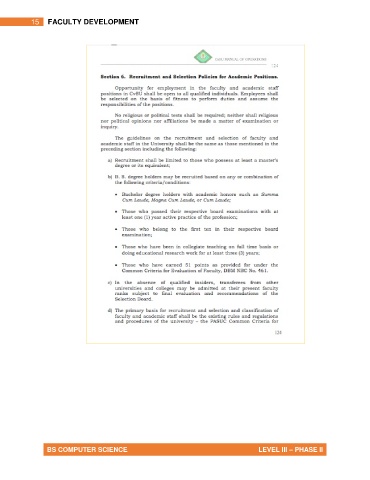 15 FACULTY DEVELOPMENT
Section 6. Recruitment and Selection Policies for Academic Positions.
Opportunity for employment in the faculty and academic staff
positions in CvSU shall be open to all qualified individuals. Employees shall
be selected on the basis of fitness to perform duties and assume the
responsibilities of the positions.
No religious or political tests shall be required; neither shall religious
nor political opinions nor affiliations be made a matter of examination or
inquiry.
The guidelines on the recruitment and selection of faculty and
academic staff in the University shall be the same as those mentioned in the
preceding section including the following:
a) Recruitment shall be limited to those who possess at least a master's
degree or its equivalent;
b) B. S. degree holders may be recruited based on any or combination of
the following criteria/conditions:
• Bachelor degree holders with academic honors such as Summa
Cum Laude, Magna Cum Laude, or Cum Laude;
• Those who passed their respective board examinations with at
least one (1) year active practice of the profession;
• Those who belong to the first ten in their respective board
examination;
• Those who have been in collegiate teaching on full time basis or
doing educational research work for at least three (3) years;
• Those who have earned 51 points as provided for under the
Common Criteria for Evaluation of Faculty, DBM NBC No. 461.
c) In the absence of qualified insiders, transferees from other
universities and colleges may be admitted at their present faculty
ranks subject to final evaluation and recommendations of the
Selection Board.
d) The primary basis for recruitment and selection and classification of
faculty and academic staff shall be the existing rules and regulations
and procedures of the university – the PASUC Common Criteria for
BS COMPUTER SCIENCE LEVEL III – PHASE II